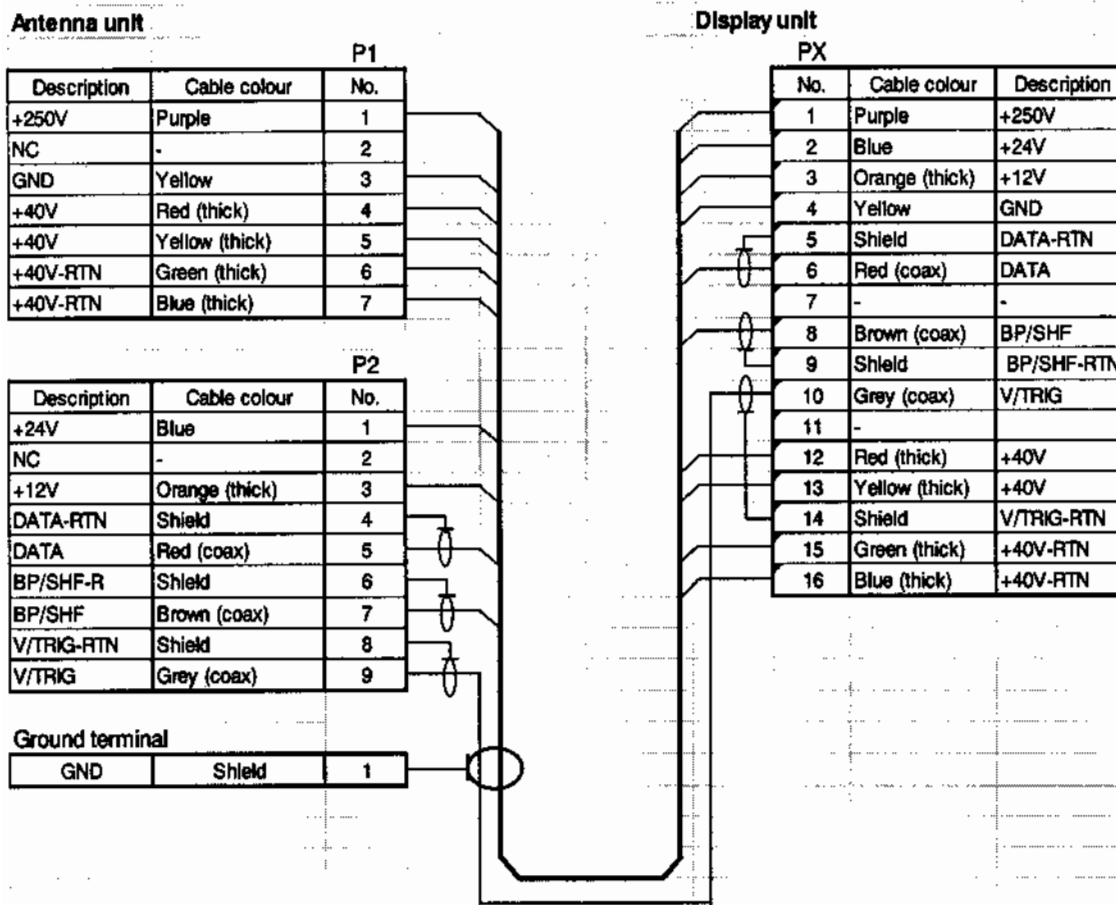 Antenna unit
P1
Description Cable colour No.
+250V Purple 1
NC - 2
GND Yellow 3
+40V Red (thick) 4
+40V Yellow (thick) 5
+40V-RTN Green (thick) 6
+40V-RTN Blue (thick) 7
P2
Description Cable colour No.
+24V Blue 1
NC - 2
+12V Orange (thick) 3
DATA-RTN Shield 4
DATA Red (coax) 5
BP/SHF-R Shield 6
BP/SHF Brown (coax) 7
V/TRIG-RTN Shield 8
V/TRIG Grey (coax) 9
Ground terminal
GND Shield 1
Display unit
PX
No. Cable colour Description
1 Purple +250V
2 Blue +24V
3 Orange (thick) +12V
4 Yellow GND
5 Shield DATA-RTN
6 Red (coax) DATA
7 - -
8 Brown (coax) BP/SHF
9 Shield BP/SHF-RTN
10 Grey (coax) V/TRIG
11 -
12 Red (thick) +40V
13 Yellow (thick) +40V
14 Shield V/TRIG-RTN
15 Green (thick) +40V-RTN
16 Blue (thick) +40V-RTN